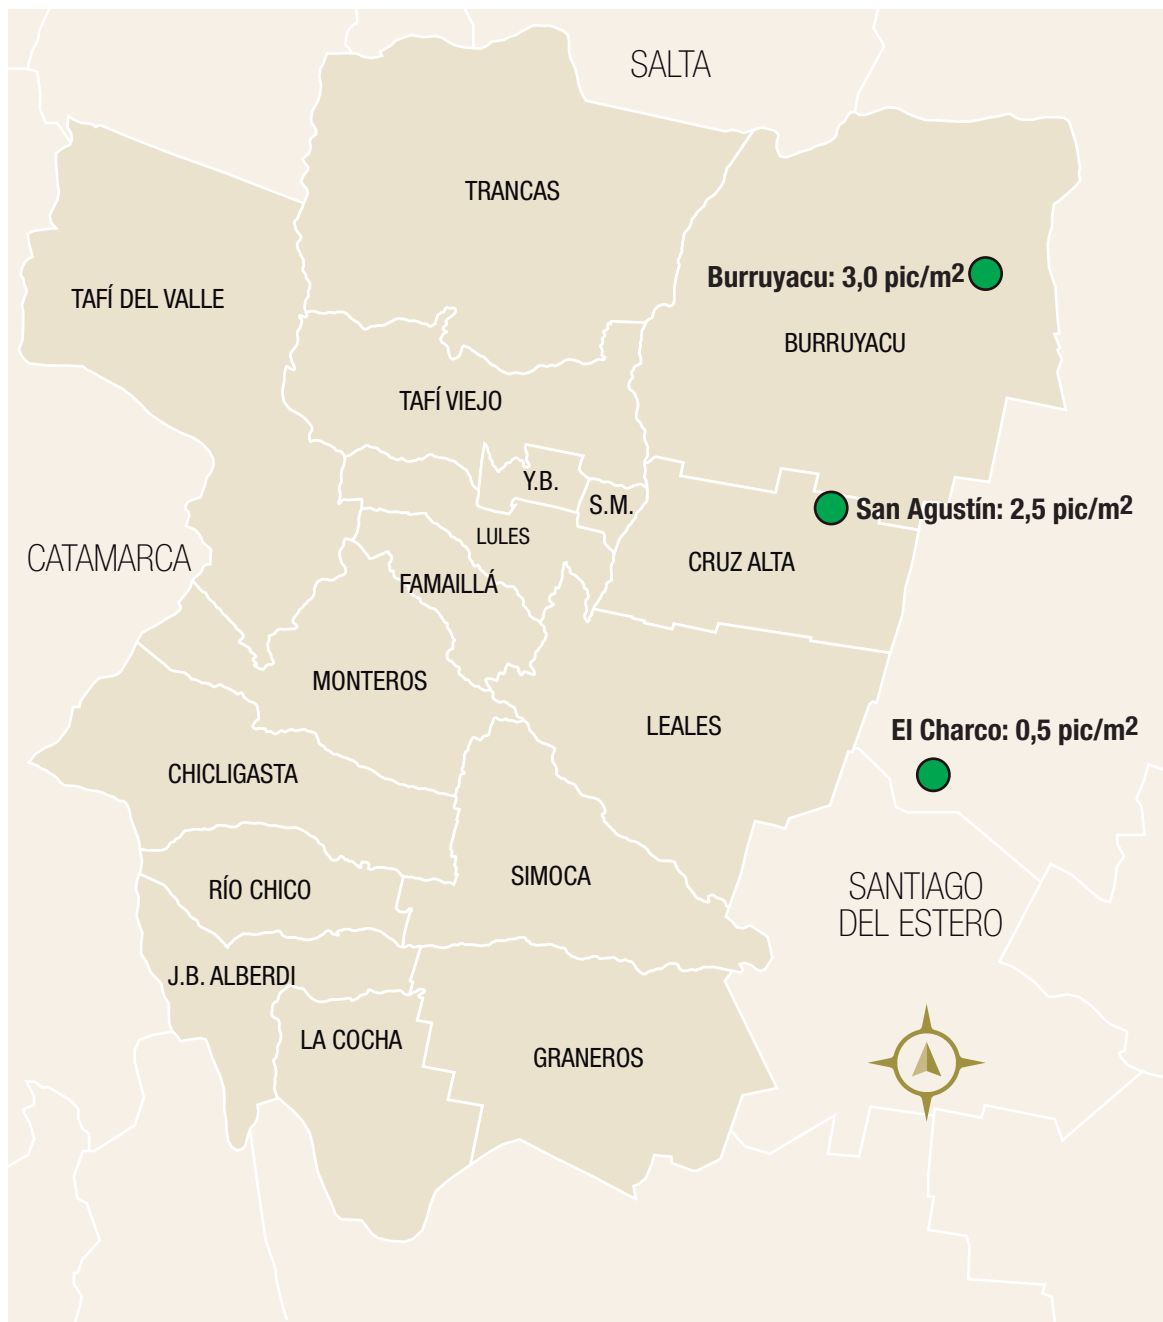 SALTA
TRANCAS
Burruyacu: 3,0 pic/m²
TAFÍ DEL VALLE
BURRUYACU
TAFÍ VIEJO
Y.B.
S.M.
San Agustín: 2,5 pic/m²
LULES
CATAMARCA
CRUZ ALTA
FAMAILLÁ
MONTEROS
LEALES
El Charco: 0,5 pic/m²
CHICLIGASTA
SIMOCA
RÍO CHICO
SANTIAGO
DEL ESTERO
J.B. ALBERDI
LA COCHA
GRANEROS